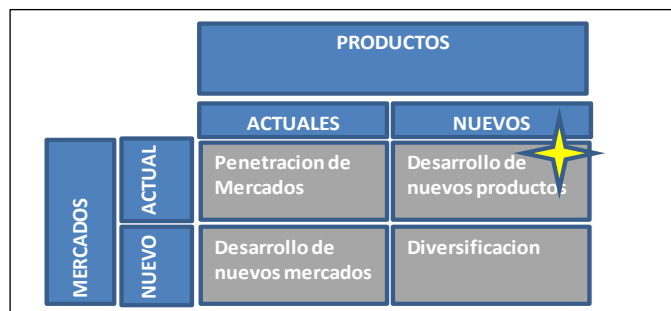 PRODUCTOS
ACTUALES
NUEVOS
MERCADOS
ACTUAL
Penetracion de
Mercados
Desarrollo de
nuevos productos
NUEVO
Desarrollo de
nuevos mercados
Diversificacion